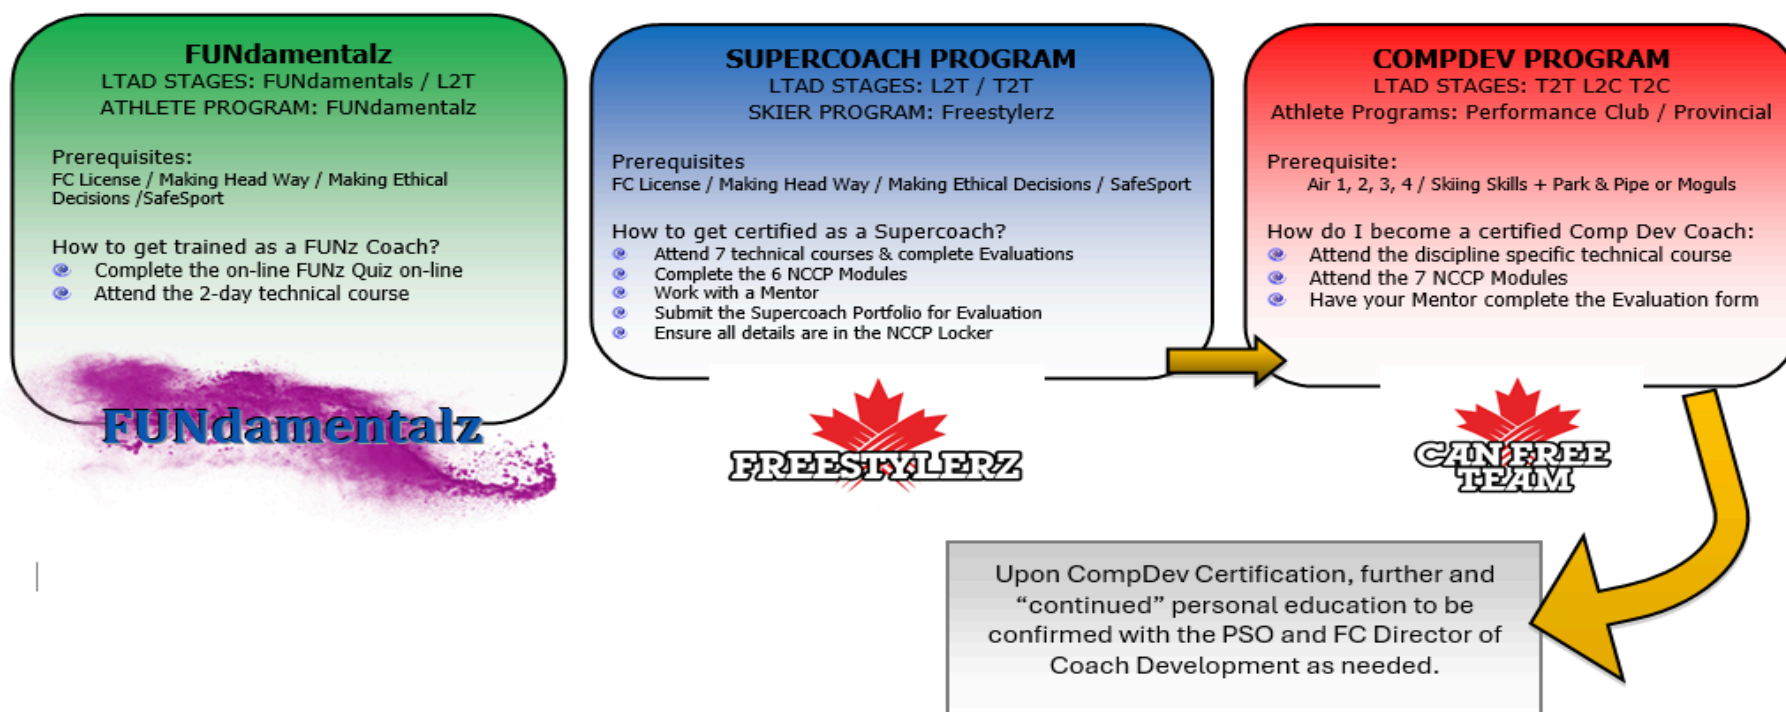 FUNdamentalz
LTAD STAGES: FUNdamentals / L2T
ATHLETE PROGRAM: FUNdamentalz
Prerequisites:
FC License / Making Head Way / Making Ethical
Decisions /SafeSport
How to get trained as a FUNz Coach?
Complete the on-line FUNz Quiz on-line
Attend the 2-day technical course
FUNdamentalz
SUPERCOACH PROGRAM
LTAD STAGES: L2T / T2T
SKIER PROGRAM: Freestylerz
Prerequisites
FC License / Making Head Way / Making Ethical Decisions / SafeSport
How to get certified as a Supercoach?
Attend 7 technical courses & complete Evaluations
Complete the 6 NCCP Modules
Work with a Mentor
Submit the Supercoach Portfolio for Evaluation
Ensure all details are in the NCCP Locker
FREESTYLERZ
COMPDEV PROGRAM
LTAD STAGES: T2T L2C T2C
Athlete Programs: Performance Club / Provincial
Prerequisite:
Air 1, 2, 3, 4 / Skiing Skills + Park & Pipe or Moguls
How do I become a certified Comp Dev Coach:
Attend the discipline specific technical course
Attend the 7 NCCP Modules
Have your Mentor complete the Evaluation form
CAN FREE
TEAM
Upon CompDev Certification, further and
“continued” personal education to be
confirmed with the PSO and FC Director of
Coach Development as needed.